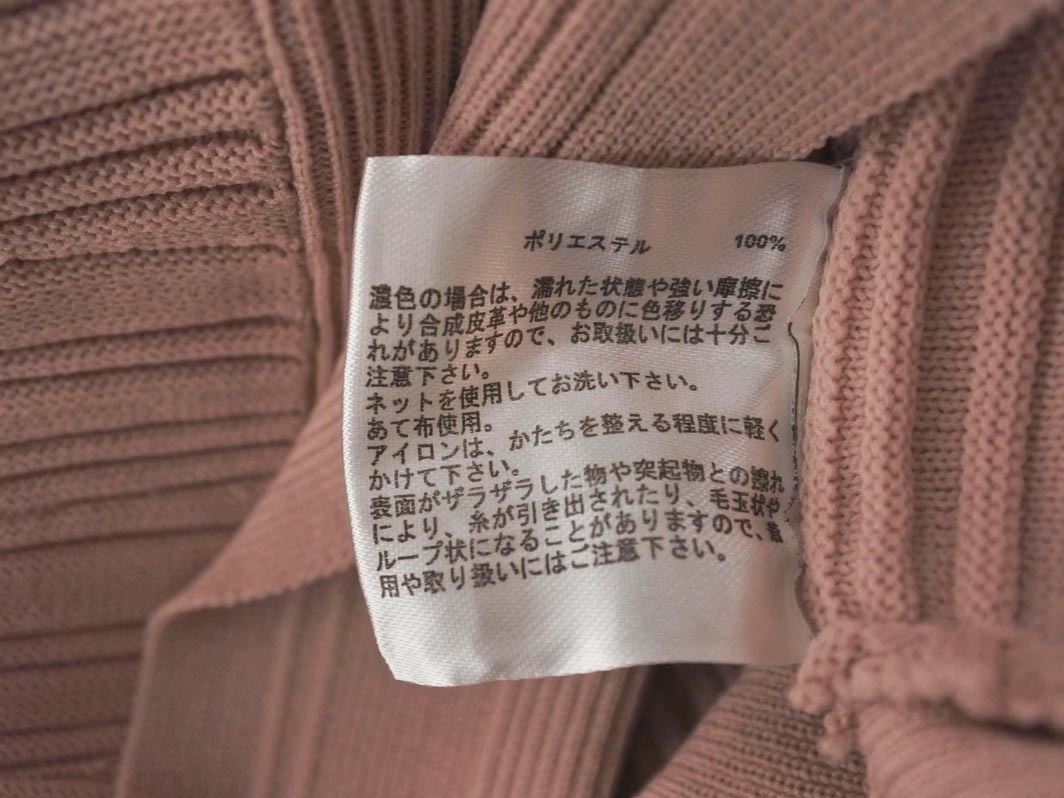 ポリエステル 100%
濃色の場合は、濡れた状態や強い摩擦に
より合成皮革や他のものに色移りする恐
れがありますので、お取扱いには十分ご
注意下さい。
ネットを使用してお洗い下さい。
あて布使用。
アイロンは、かたちを整える程度に軽く
かけて下さい。
表面がザラザラした物や突起物との擦れ
により、糸が引き出されたり、毛玉状や
ループ状になることがありますので、着
用や取り扱いにはご注意下さい。